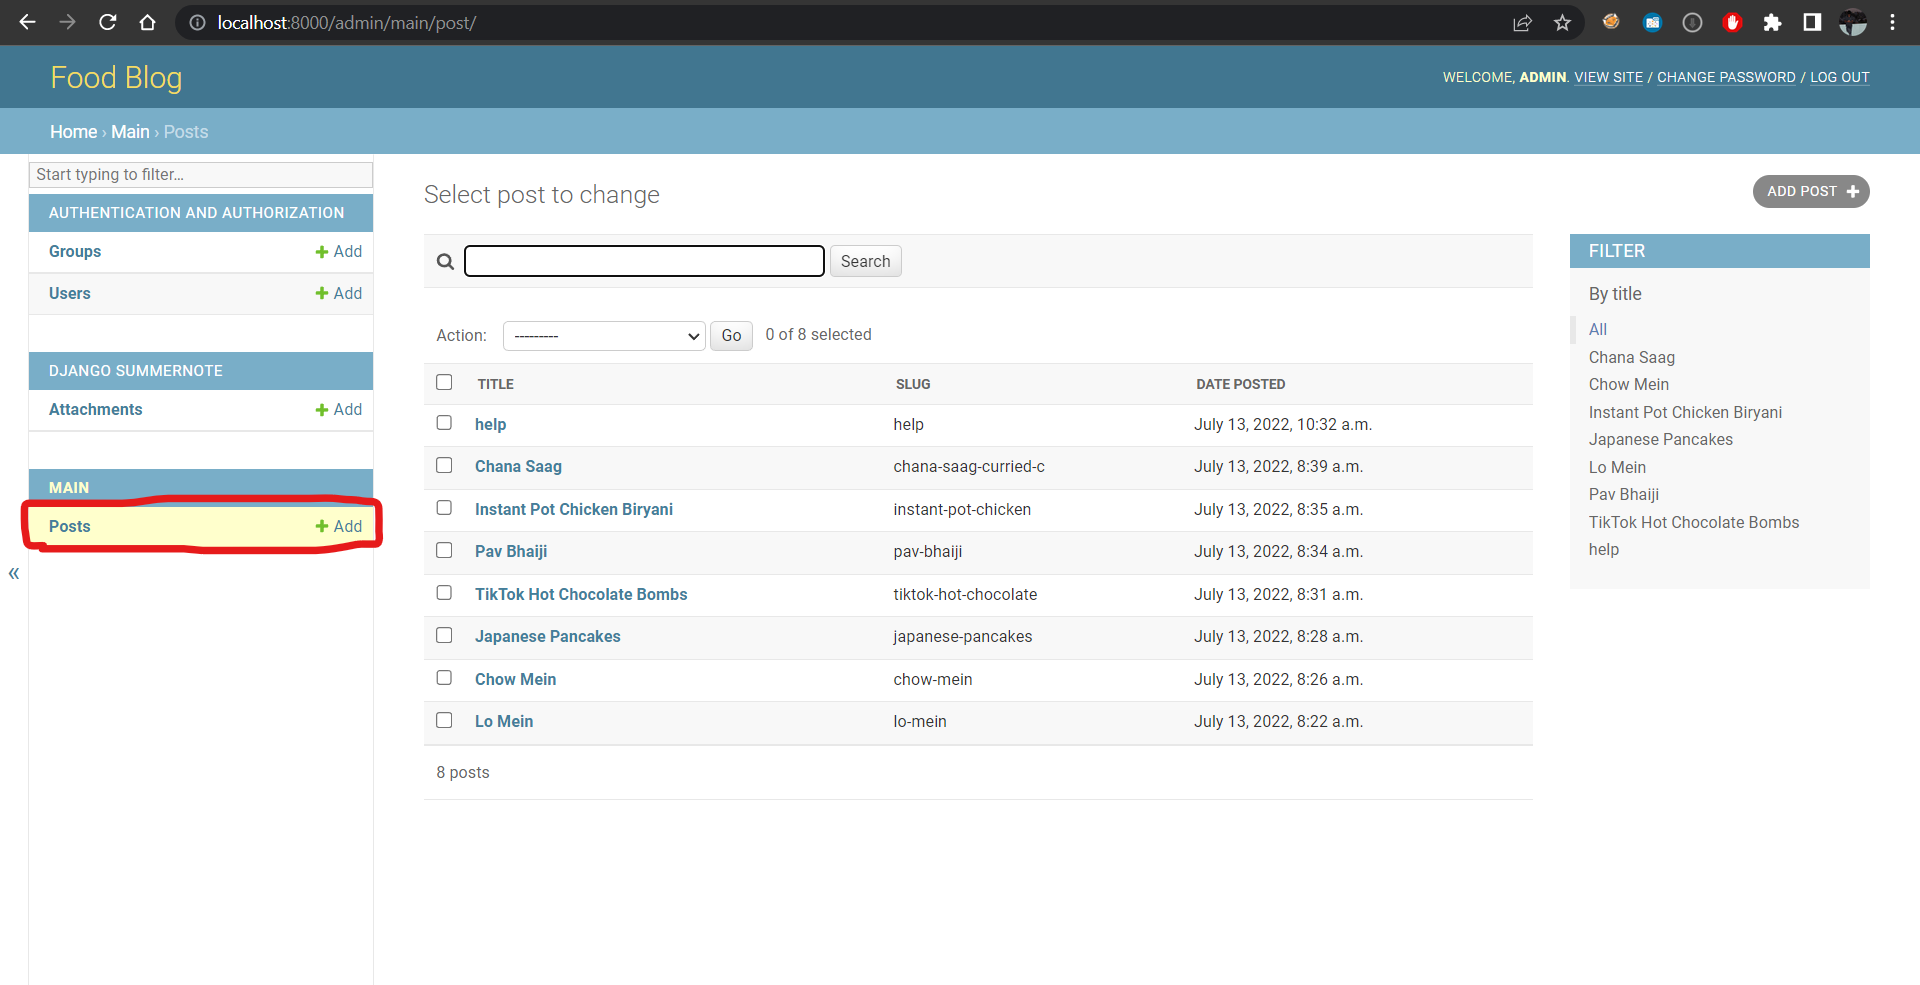 localhost:8000/admin/main/post/
Food Blog
WELCOME, ADMIN. VIEW SITE / CHANGE PASSWORD / LOG OUT
Home › Main › Posts
Start typing to filter...
AUTHENTICATION AND AUTHORIZATION
Groups + Add
Users + Add
DJANGO SUMMERNOTE
Attachments + Add
MAIN
Posts + Add
«
Select post to change
ADD POST +
Search
Action: --------- Go 0 of 8 selected
TITLE SLUG DATE POSTED
help help July 13, 2022, 10:32 a.m.
Chana Saag chana-saag-curried-c July 13, 2022, 8:39 a.m.
Instant Pot Chicken Biryani instant-pot-chicken July 13, 2022, 8:35 a.m.
Pav Bhaiji pav-bhaiji July 13, 2022, 8:34 a.m.
TikTok Hot Chocolate Bombs tiktok-hot-chocolate July 13, 2022, 8:31 a.m.
Japanese Pancakes japanese-pancakes July 13, 2022, 8:28 a.m.
Chow Mein chow-mein July 13, 2022, 8:26 a.m.
Lo Mein lo-mein July 13, 2022, 8:22 a.m.
8 posts
FILTER
By title
All
Chana Saag
Chow Mein
Instant Pot Chicken Biryani
Japanese Pancakes
Lo Mein
Pav Bhaiji
TikTok Hot Chocolate Bombs
help